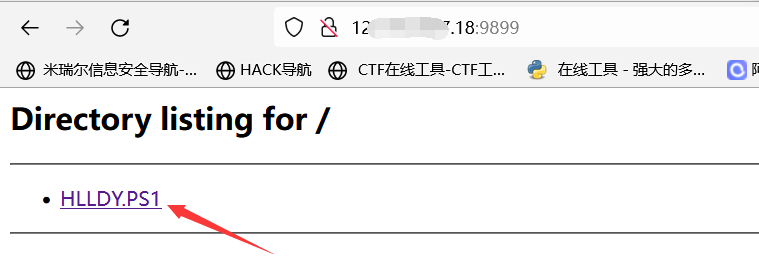 12 7.18:9899
米瑞尔信息安全导航-... HACK导航 CTF在线工具-CTF工... 在线工具 - 强大的多... 阿
Directory listing for /
HLLDY.PS1